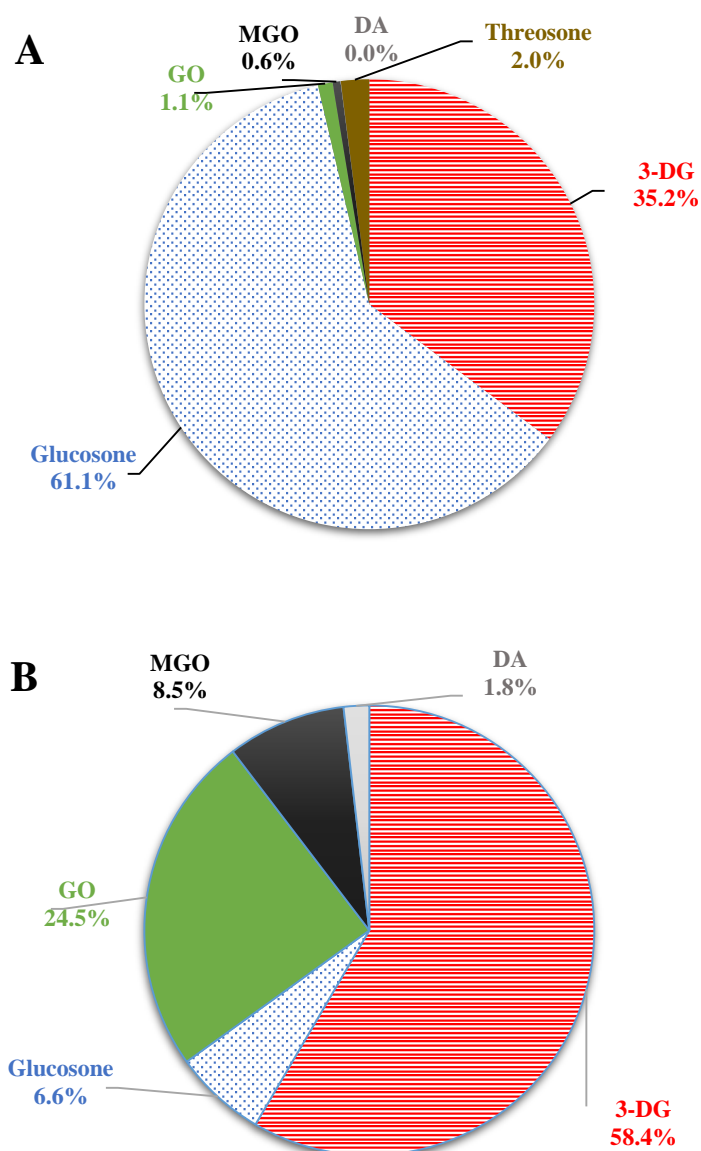 A
MGO
0.6%
DA
0.0%
Threosone
2.0%
GO
1.1%
3-DG
35.2%
Glucosone
61.1%
B
MGO
8.5%
DA
1.8%
GO
24.5%
Glucosone
6.6%
3-DG
58.4%